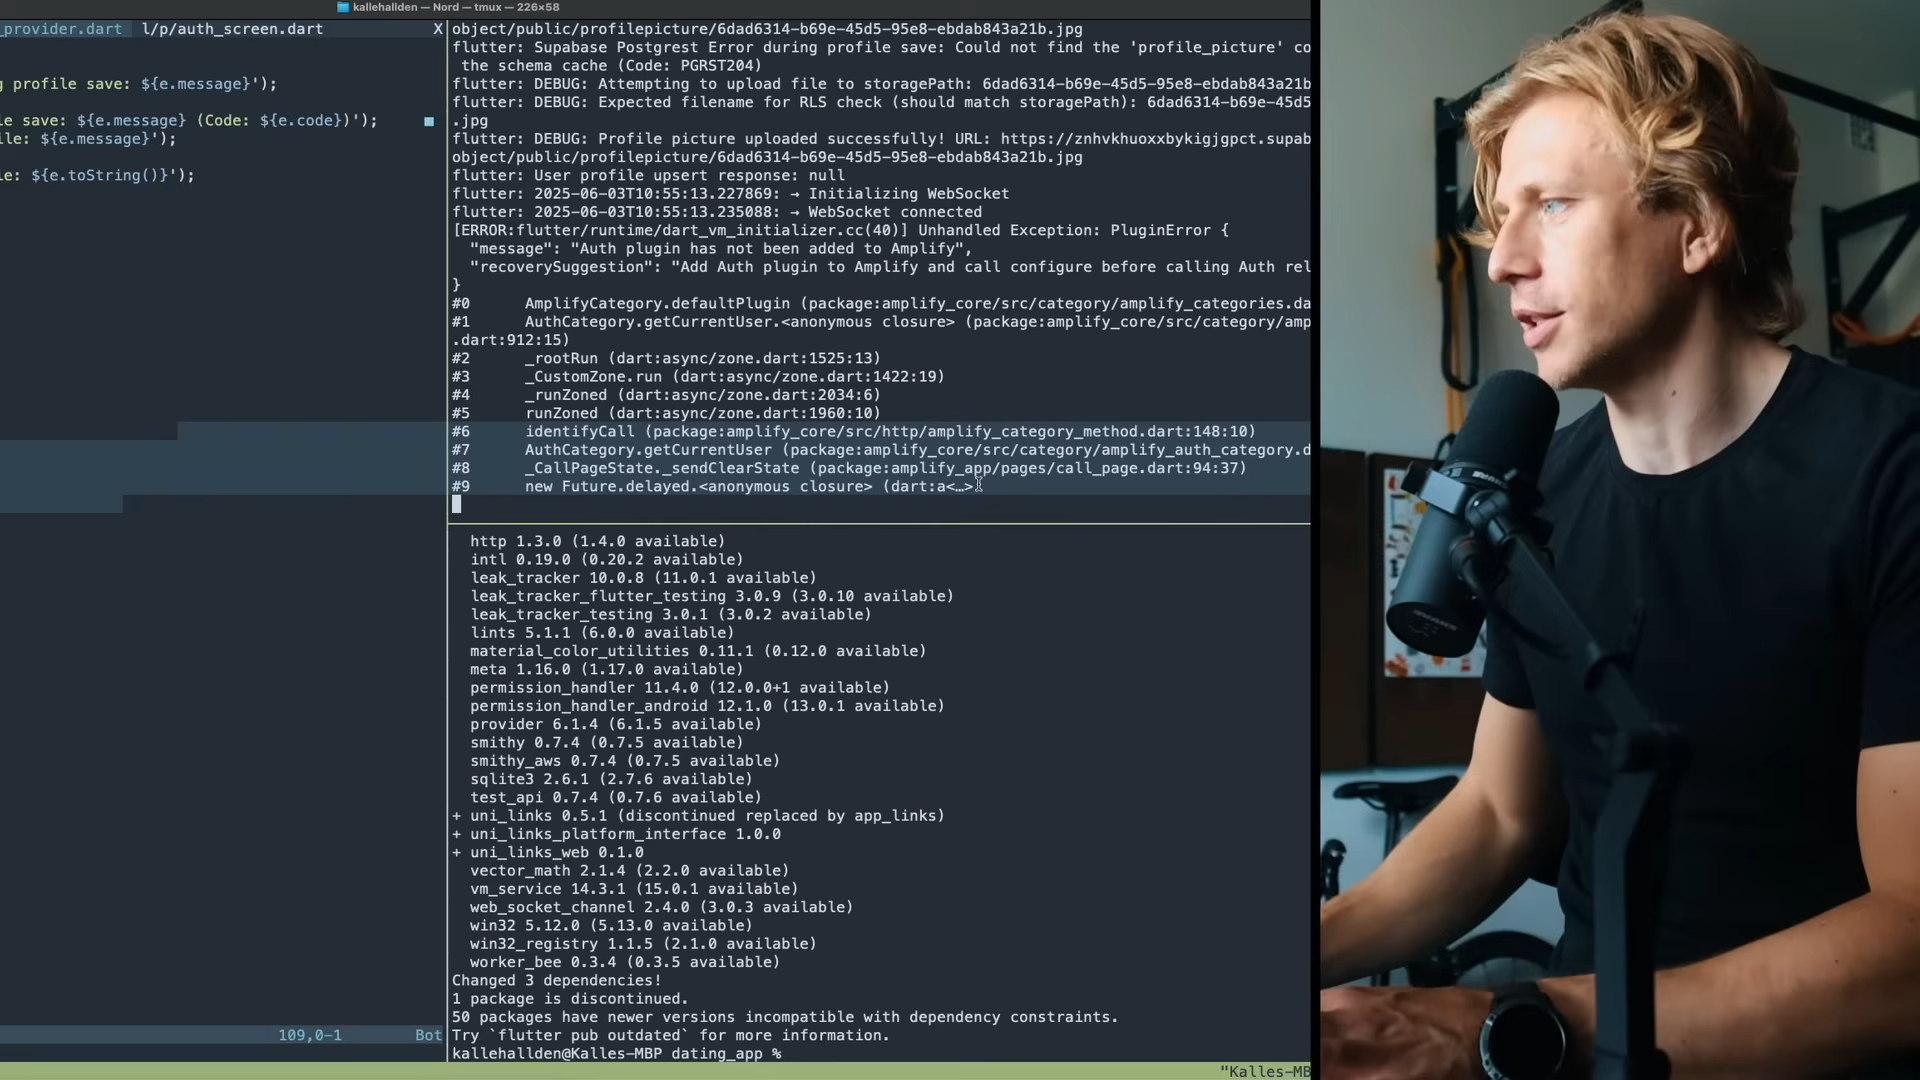 kallehallden — Nord — tmux — 226×58
_provider.dart  l/p/auth_screen.dart  X
g profile save: ${e.message}');
le save: ${e.message} (Code: ${e.code})');
ile: ${e.message}');
le: ${e.toString()}');
109,0-1  Bot
object/public/profilepicture/6dad6314-b69e-45d5-95e8-ebdab843a21b.jpg
flutter: Supabase Postgrest Error during profile save: Could not find the 'profile_picture' co
the schema cache (Code: PGRST204)
flutter: DEBUG: Attempting to upload file to storagePath: 6dad6314-b69e-45d5-95e8-ebdab843a21b
flutter: DEBUG: Expected filename for RLS check (should match storagePath): 6dad6314-b69e-45d5
.jpg
flutter: DEBUG: Profile picture uploaded successfully! URL: https://znhvkhuoxxbykigjgpct.supab
object/public/profilepicture/6dad6314-b69e-45d5-95e8-ebdab843a21b.jpg
flutter: User profile upsert response: null
flutter: 2025-06-03T10:55:13.227869: → Initializing WebSocket
flutter: 2025-06-03T10:55:13.235088: → WebSocket connected
[ERROR:flutter/runtime/dart_vm_initializer.cc(40)] Unhandled Exception: PluginError {
"message": "Auth plugin has not been added to Amplify",
"recoverySuggestion": "Add Auth plugin to Amplify and call configure before calling Auth rel
}
#0 AmplifyCategory.defaultPlugin (package:amplify_core/src/category/amplify_categories.da
#1 AuthCategory.getCurrentUser.<anonymous closure> (package:amplify_core/src/category/amp
.dart:912:15)
#2 _rootRun (dart:async/zone.dart:1525:13)
#3 _CustomZone.run (dart:async/zone.dart:1422:19)
#4 _runZoned (dart:async/zone.dart:2034:6)
#5 runZoned (dart:async/zone.dart:1960:10)
#6 identifyCall (package:amplify_core/src/http/amplify_category_method.dart:148:10)
#7 AuthCategory.getCurrentUser (package:amplify_core/src/category/amplify_auth_category.d
#8 _CallPageState._sendClearState (package:amplify_app/pages/call_page.dart:94:37)
#9 new Future.delayed.<anonymous closure> (dart:a<…>
http 1.3.0 (1.4.0 available)
intl 0.19.0 (0.20.2 available)
leak_tracker 10.0.8 (11.0.1 available)
leak_tracker_flutter_testing 3.0.9 (3.0.10 available)
leak_tracker_testing 3.0.1 (3.0.2 available)
lints 5.1.1 (6.0.0 available)
material_color_utilities 0.11.1 (0.12.0 available)
meta 1.16.0 (1.17.0 available)
permission_handler 11.4.0 (12.0.0+1 available)
permission_handler_android 12.1.0 (13.0.1 available)
provider 6.1.4 (6.1.5 available)
smithy 0.7.4 (0.7.5 available)
smithy_aws 0.7.4 (0.7.5 available)
sqlite3 2.6.1 (2.7.6 available)
test_api 0.7.4 (0.7.6 available)
+ uni_links 0.5.1 (discontinued replaced by app_links)
+ uni_links_platform_interface 1.0.0
+ uni_links_web 0.1.0
vector_math 2.1.4 (2.2.0 available)
vm_service 14.3.1 (15.0.1 available)
web_socket_channel 2.4.0 (3.0.3 available)
win32 5.12.0 (5.13.0 available)
win32_registry 1.1.5 (2.1.0 available)
worker_bee 0.3.4 (0.3.5 available)
Changed 3 dependencies!
1 package is discontinued.
50 packages have newer versions incompatible with dependency constraints.
Try `flutter pub outdated` for more information.
kallehallden@Kalles-MBP dating_app %
"Kalles-MB